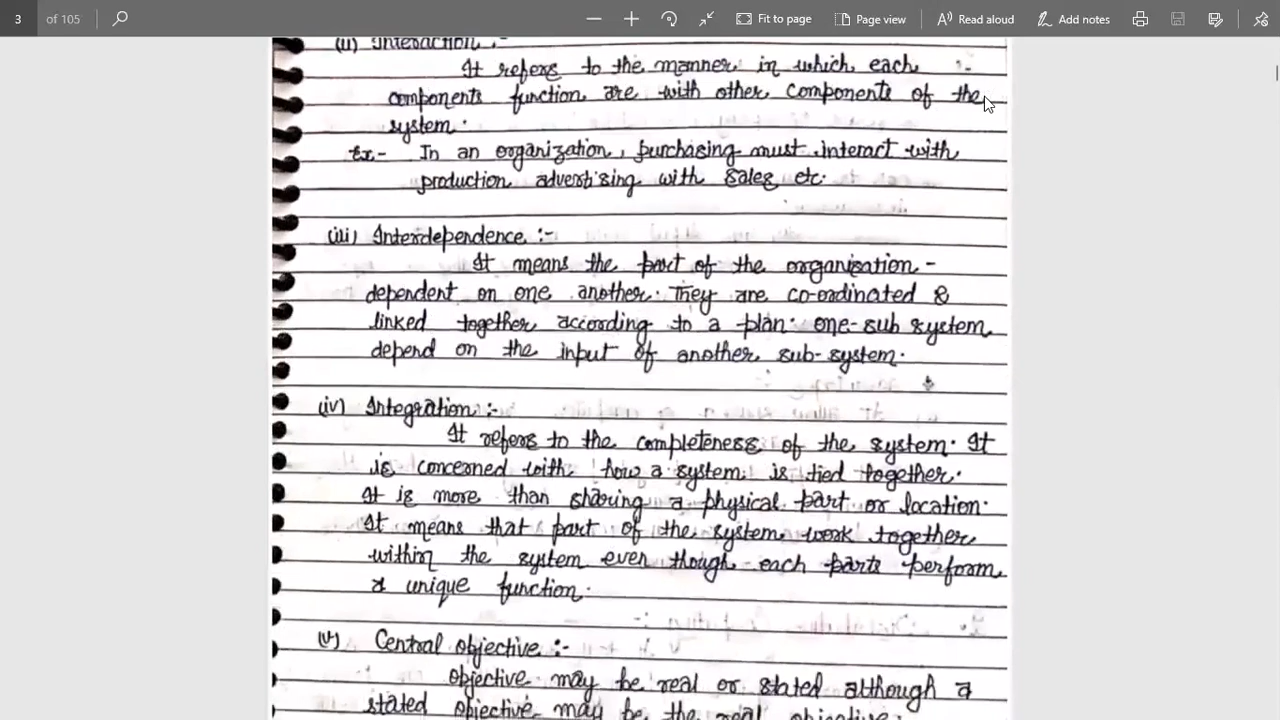 3 of 105 Fit to page Page view Read aloud Add notes
(ii) Interaction :-
It refers to the manner in which each
components function are with other components of the
system.
Ex:- In an organization, purchasing must interact with
production advertising with sales etc.
(iii) Interdependence :-
It means the part of the organization -
dependent on one another. They are co-ordinated &
linked together according to a plan. one-sub system
depend on the input of another sub-system.
(iv) Integration :-
It refers to the completeness of the system. It
is concerned with how a system is tied together.
It is more than sharing a physical part or location.
It means that part of the system work together
within the system even though each parts perform
a unique function.
(v) Central objective :-
objective may be real or stated although a
stated objective may be the real objective.